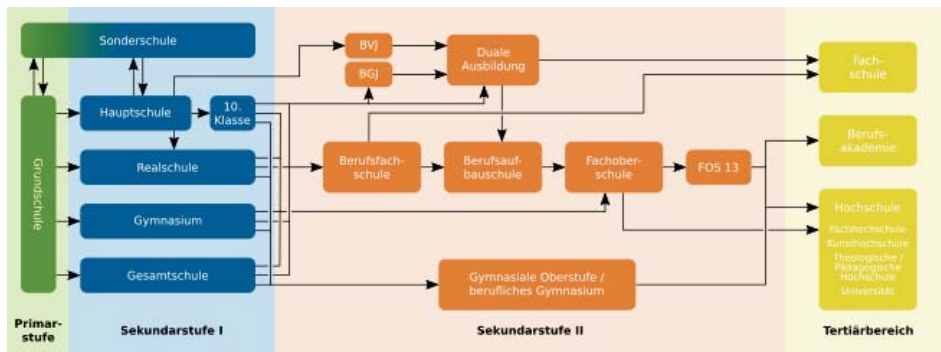 Sonderschule
Grundschule
Hauptschule
10.
Klasse
Realschule
Gymnasium
Gesamtschule
BVJ
BGJ
Duale
Ausbildung
Berufsfach-
schule
Berufsauf-
bauschule
Fachober-
schule
FOS 13
Gymnasiale Oberstufe /
berufliches Gymnasium
Fach-
schule
Berufs-
akademie
Hochschule
Fachhochschule
Kunsthochschule
Theologische /
Pädagogische
Hochschule
Universität
Primar-
stufe
Sekundarstufe I
Sekundarstufe II
Tertiärbereich